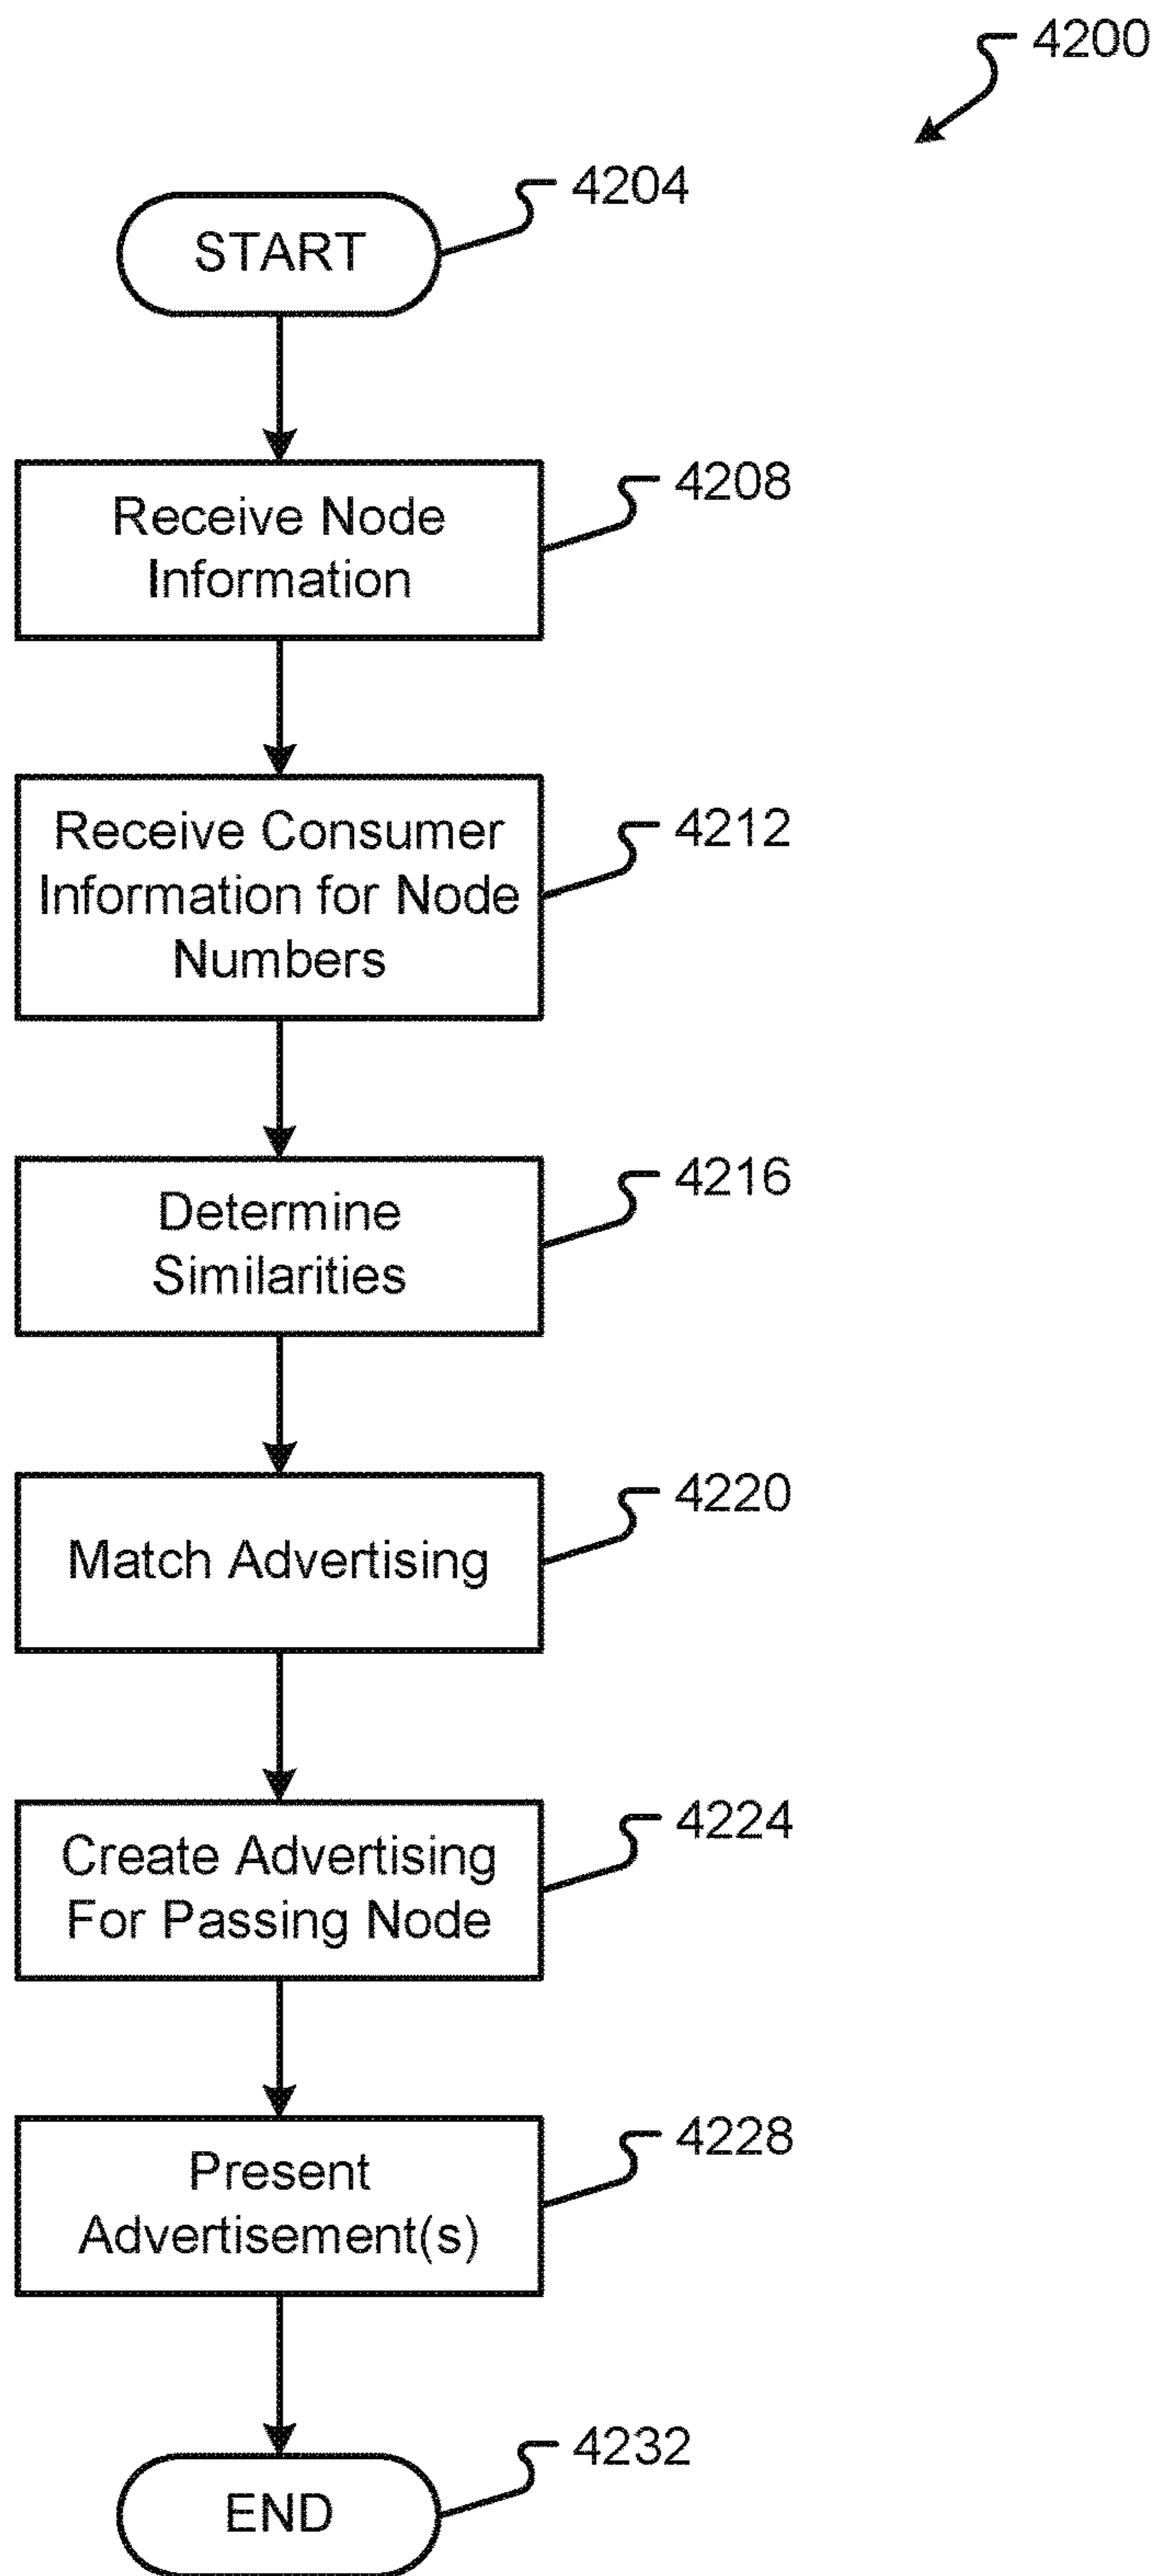 4200
4204
START
4208
Receive Node
Information
4212
Receive Consumer
Information for Node
Numbers
4216
Determine
Similarities
4220
Match Advertising
4224
Create Advertising
For Passing Node
4228
Present
Advertisement(s)
4232
END